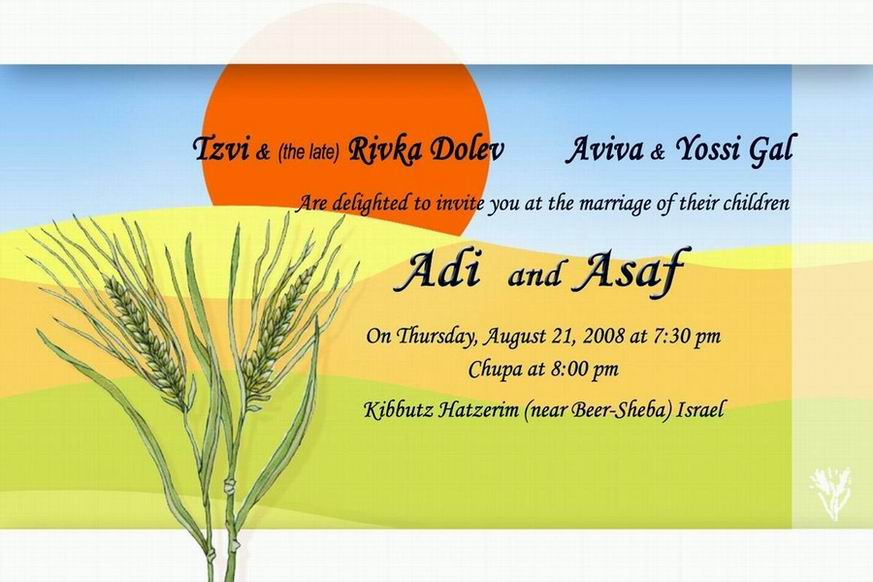 Tzvi & (the late) Rivka Dolev Aviva & Yossi Gal
Are delighted to invite you at the marriage of their children
Adi and Asaf
On Thursday, August 21, 2008 at 7:30 pm
Chupa at 8:00 pm
Kibbutz Hatzerim (near Beer-Sheba) Israel